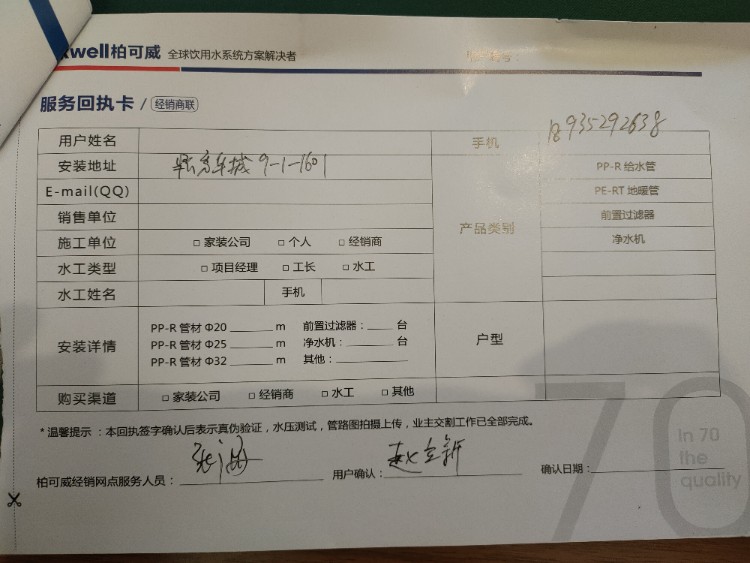 well柏可威 全球饮用水系统方案解决者
服务回执卡 / 经销商联
用户姓名 手机
安装地址 9-1-1601 PP-R 给水管
E-mail(QQ) PE-RT 地暖管
销售单位 产品类别 前置过滤器
施工单位 □ 家装公司 □ 个人 □ 经销商 净水机
水工类型 □ 项目经理 □ 工长 □ 水工
水工姓名 手机
安装详情 户型
PP-R 管材 Φ20 ______ m 前置过滤器：____ 台
PP-R 管材 Φ25 ______ m 净水机：____ 台
PP-R 管材 Φ32 ______ m 其他：________
购买渠道 □ 家装公司 □ 经销商 □ 水工 □ 其他
*温馨提示：本回执签字确认后表示真伪验证，水压测试，管路图拍摄上传，业主交割工作已全部完成。
柏可威经销网点服务人员： 用户确认：赵立新 确认日期：
70
In 70
the
quality